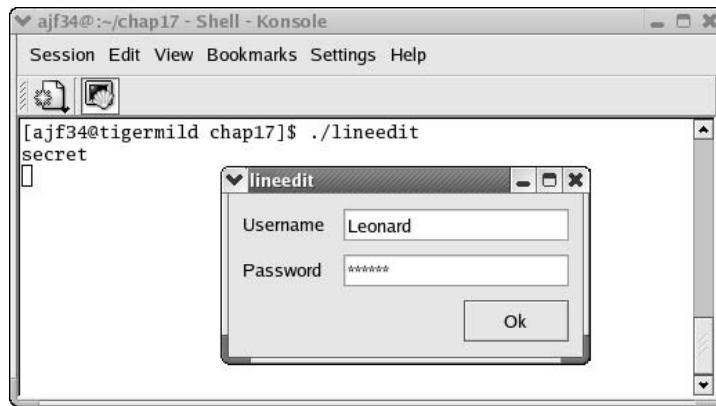 ajf34@:~/chap17 - Shell - Konsole
Session Edit View Bookmarks Settings Help
[ajf34@tigermild chap17]$ ./lineedit
secret
lineedit
Username Leonard
Password ******
Ok